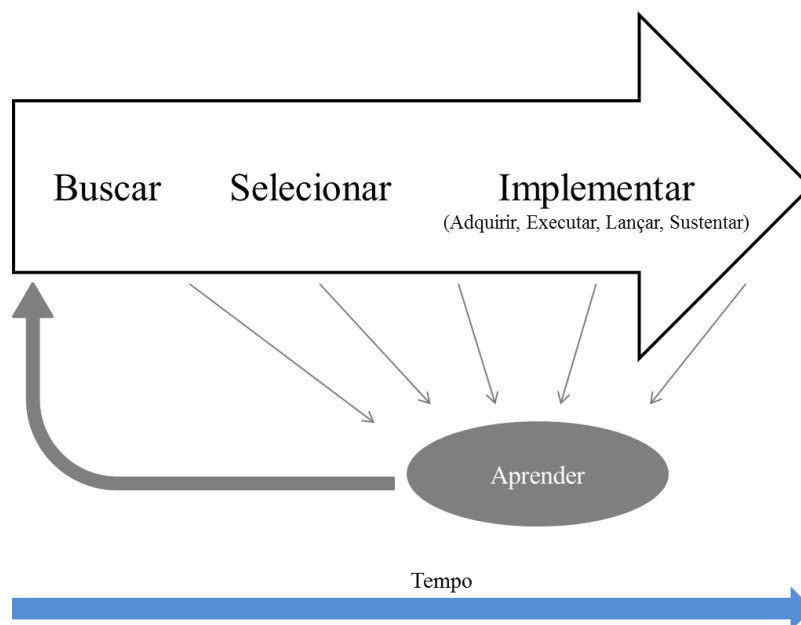 Buscar Selecionar Implementar
(Adquirir, Executar, Lançar, Sustentar)
Aprender
Tempo